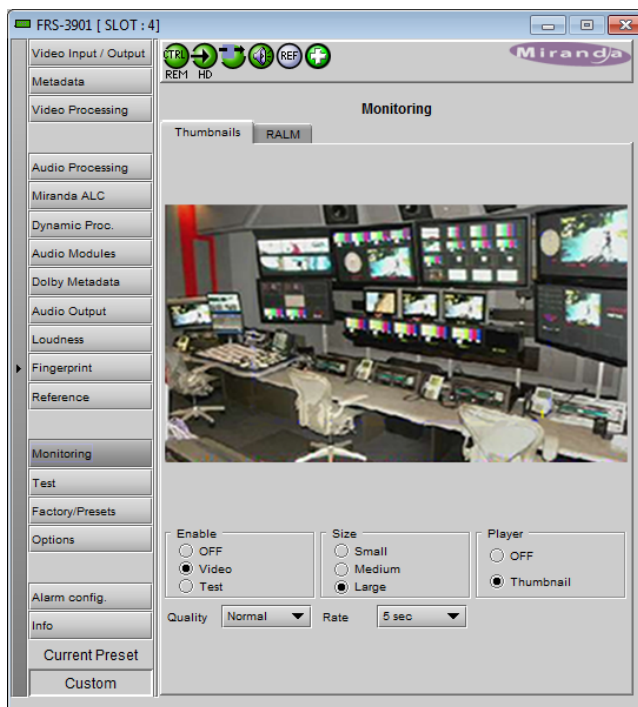 FRS-3901 [ SLOT : 4]
Video Input / Output
Metadata
Video Processing
Audio Processing
Miranda ALC
Dynamic Proc.
Audio Modules
Dolby Metadata
Audio Output
Loudness
Fingerprint
Reference
Monitoring
Test
Factory/Presets
Options
Alarm config.
Info
Current Preset
Custom
CTRL
REF
REM HD
Miranda
Monitoring
Thumbnails RALM
Enable
OFF
Video
Test
Size
Small
Medium
Large
Player
OFF
Thumbnail
Quality Normal Rate 5 sec